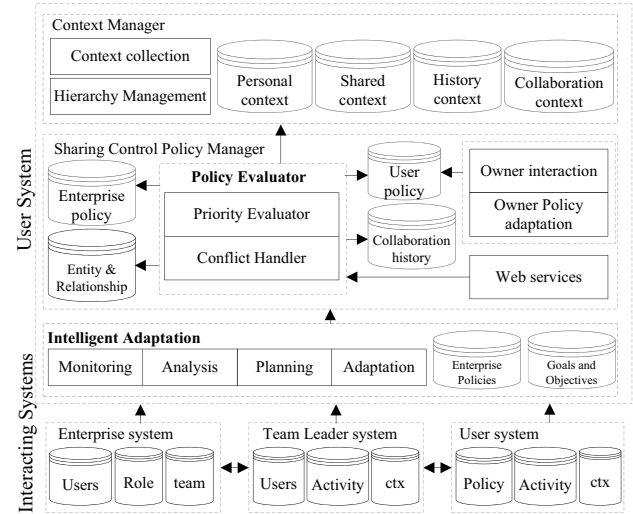 Context Manager
Context collection
Hierarchy Management
Personal
context
Shared
context
History
context
Collaboration
context
User System
Sharing Control Policy Manager
Enterprise
policy
Entity &
Relationship
Policy Evaluator
Priority Evaluator
Conflict Handler
User
policy
Collaboration
history
Owner interaction
Owner Policy
adaptation
Web services
Interacting Systems
Intelligent Adaptation
Monitoring
Analysis
Planning
Adaptation
Enterprise
Policies
Goals and
Objectives
Enterprise system
Users
Role
team
Team Leader system
Users
Activity
ctx
User system
Policy
Activity
ctx